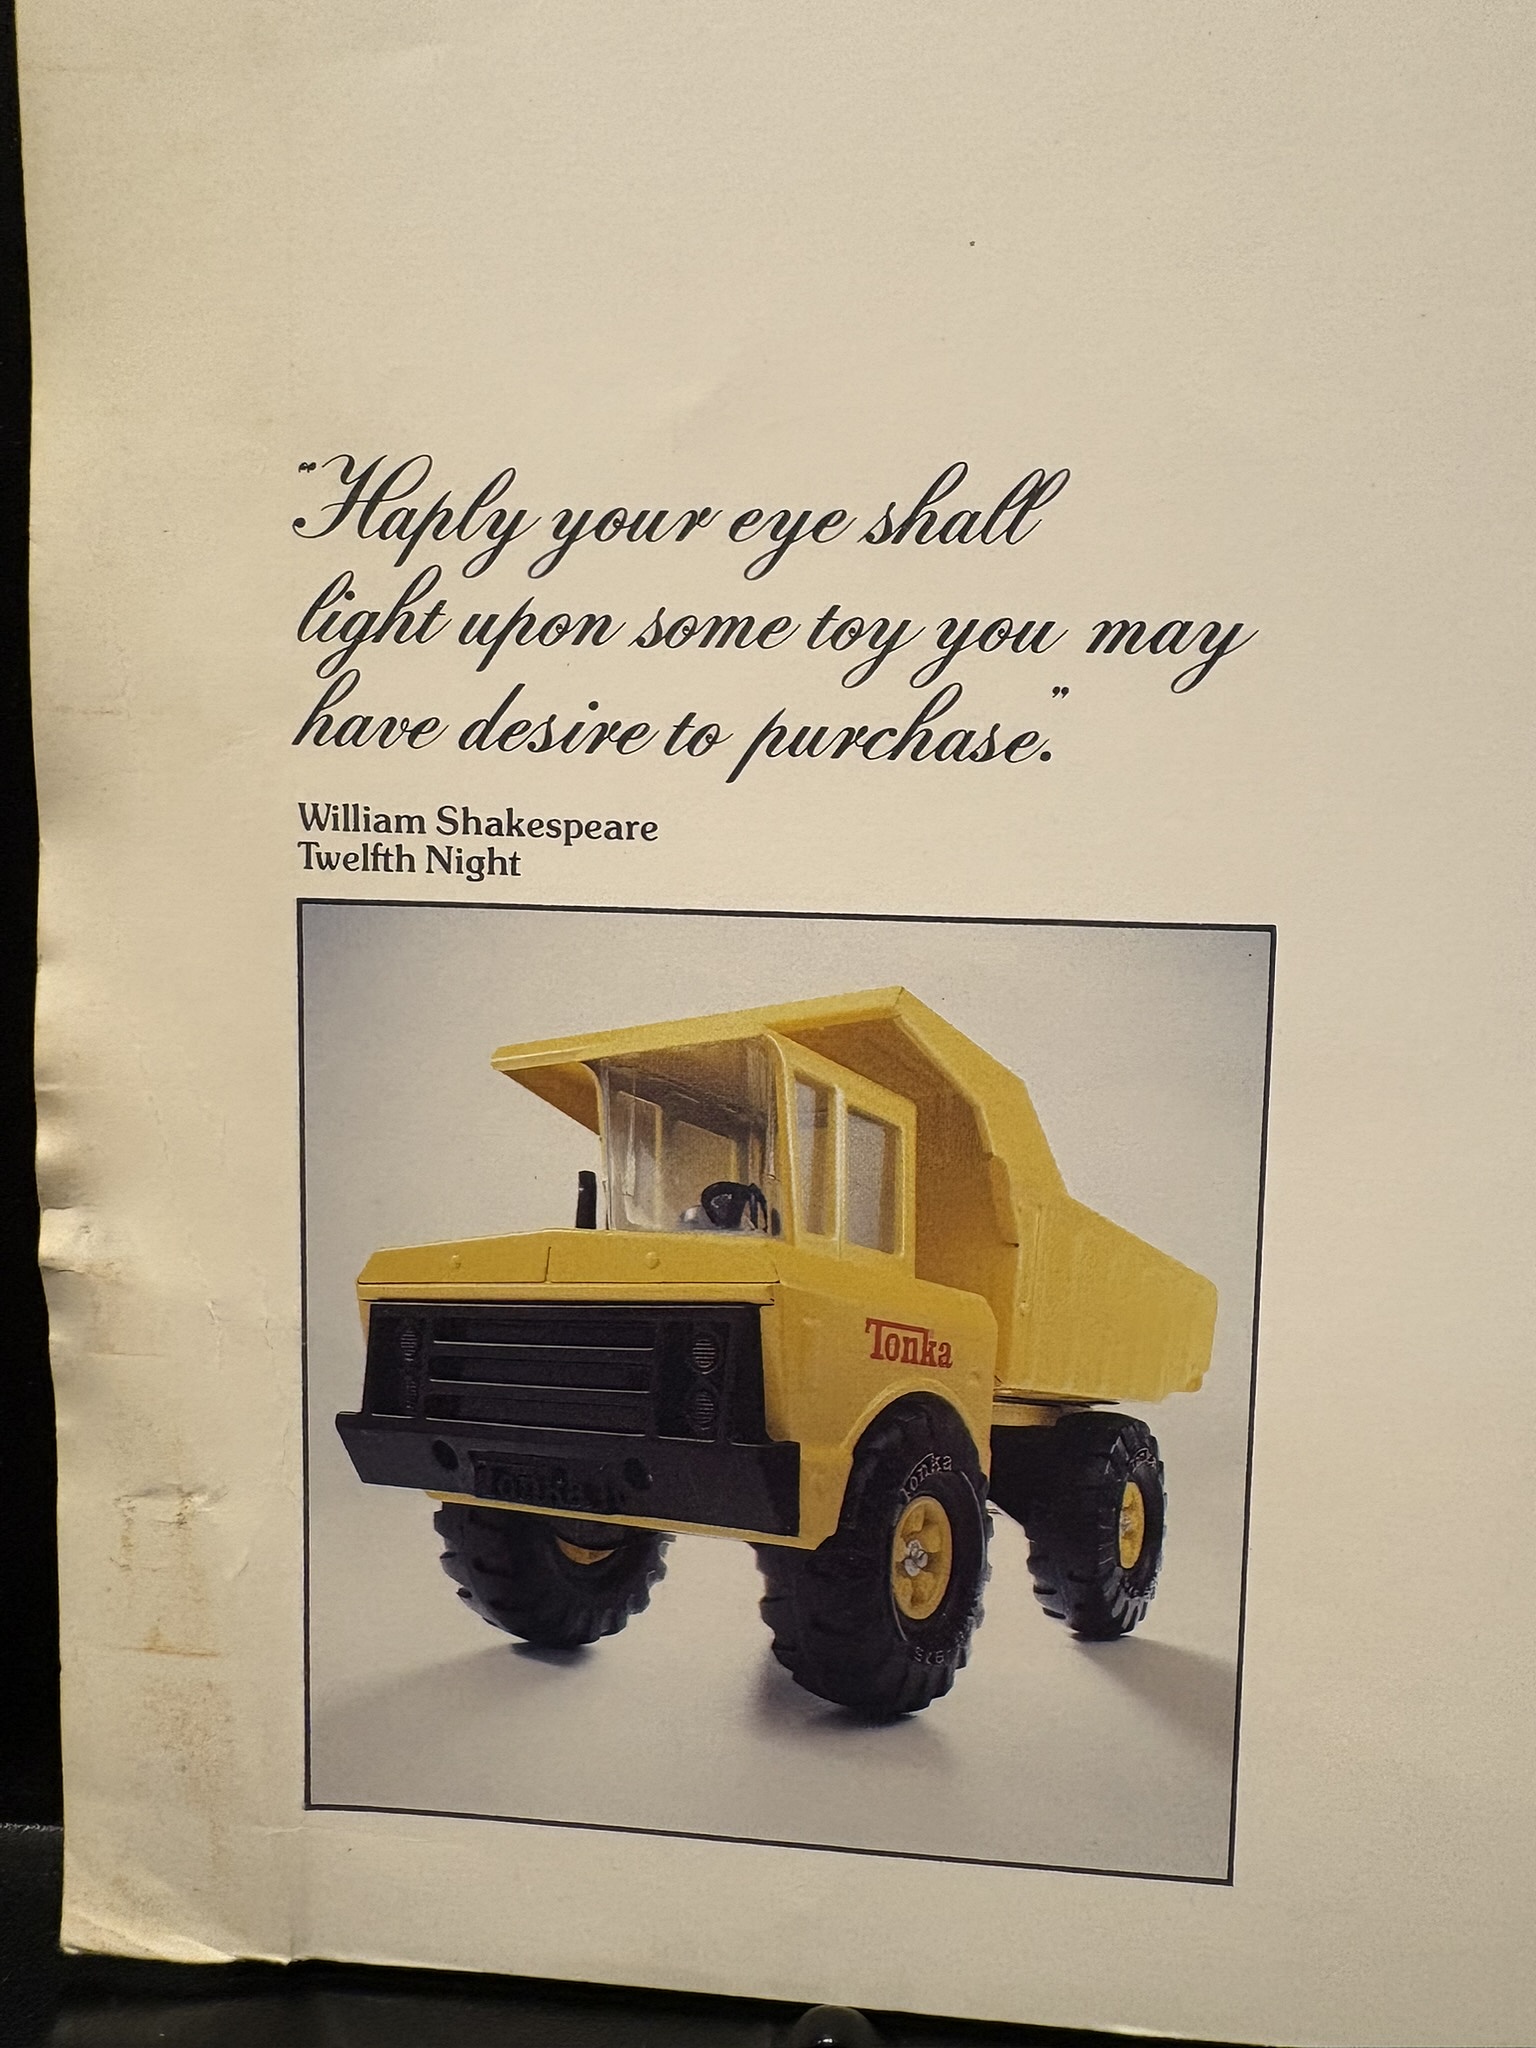 "Haply your eye shall
light upon some toy you may
have desire to purchase."
William Shakespeare
Twelfth Night
Tonka
Tonka
Tonka